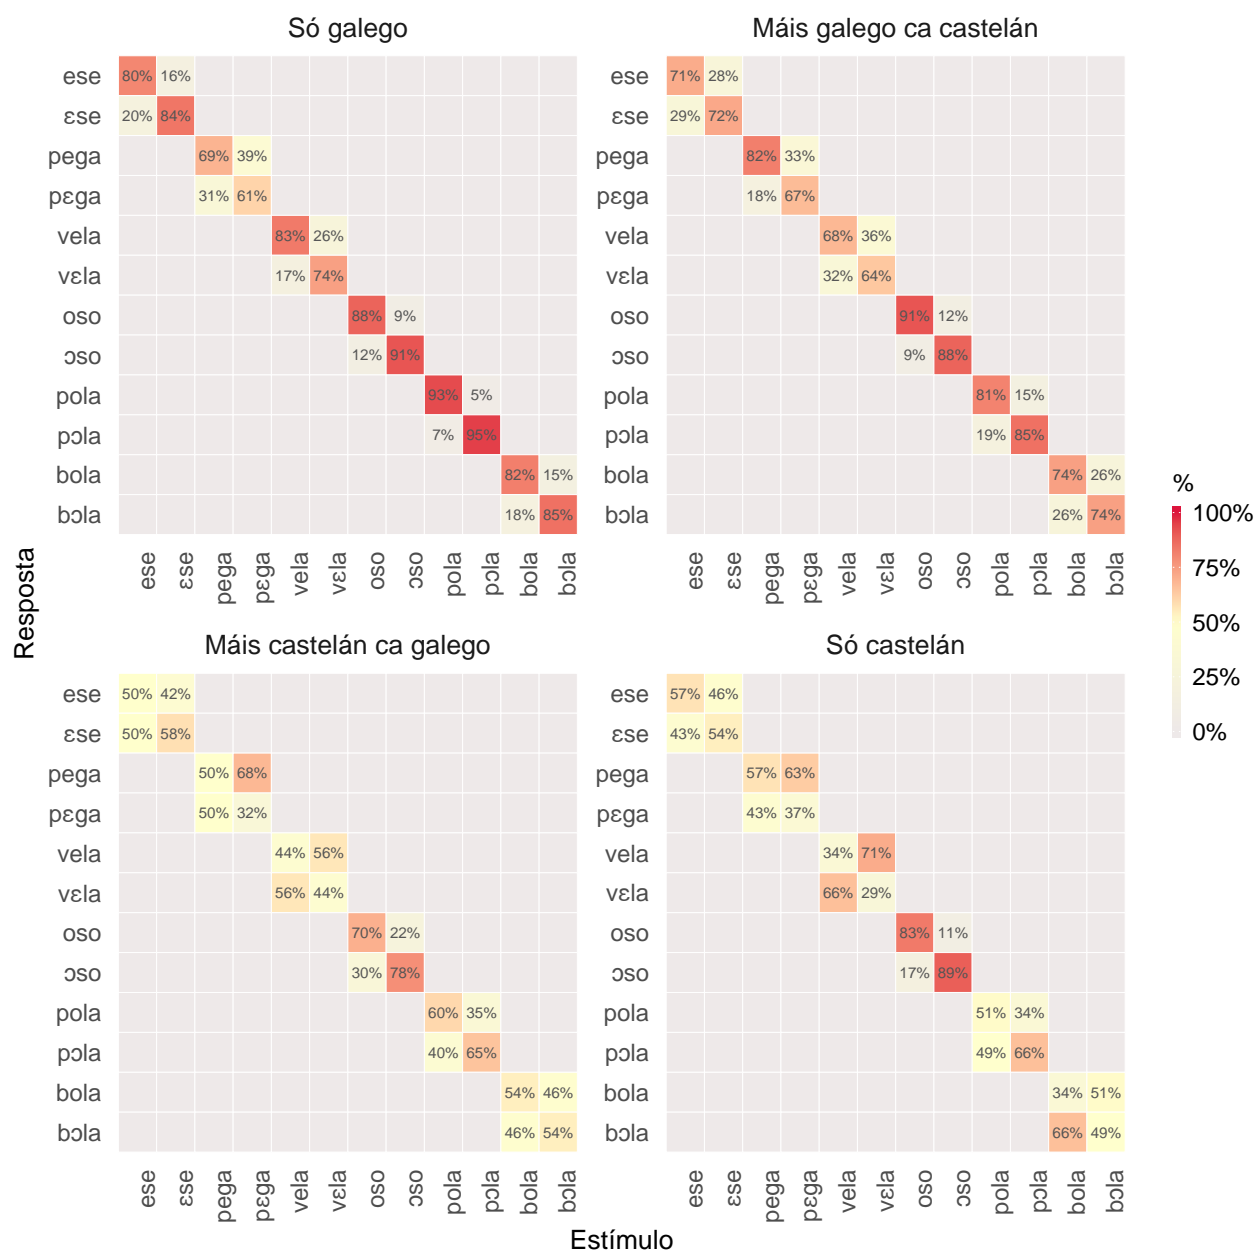 Só galego
Máis galego ca castelán
ese 80% 16%
ɛse 20% 84%
pega 69% 39%
pɛga 31% 61%
vela 83% 26%
vɛla 17% 74%
oso 88% 9%
ɔso 12% 91%
pola 93% 5%
pɔla 7% 95%
bola 82% 15%
bɔla 18% 85%
ese ɛse pega pɛga vela vɛla oso ɔso pola pɔla bola bɔla
ese 71% 28%
ɛse 29% 72%
pega 82% 33%
pɛga 18% 67%
vela 68% 36%
vɛla 32% 64%
oso 91% 12%
ɔso 9% 88%
pola 81% 15%
pɔla 19% 85%
bola 74% 26%
bɔla 26% 74%
ese ɛse pega pɛga vela vɛla oso ɔso pola pɔla bola bɔla
Máis castelán ca galego
Só castelán
ese 50% 42%
ɛse 50% 58%
pega 50% 68%
pɛga 50% 32%
vela 44% 56%
vɛla 56% 44%
oso 70% 22%
ɔso 30% 78%
pola 60% 35%
pɔla 40% 65%
bola 54% 46%
bɔla 46% 54%
ese ɛse pega pɛga vela vɛla oso ɔso pola pɔla bola bɔla
ese 57% 46%
ɛse 43% 54%
pega 57% 63%
pɛga 43% 37%
vela 34% 71%
vɛla 66% 29%
oso 83% 11%
ɔso 17% 89%
pola 51% 34%
pɔla 49% 66%
bola 34% 51%
bɔla 66% 49%
ese ɛse pega pɛga vela vɛla oso ɔso pola pɔla bola bɔla
Resposta
Estímulo
%
100%
75%
50%
25%
0%